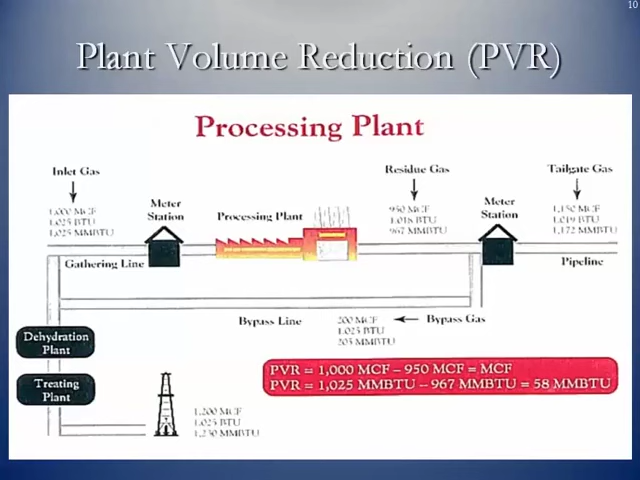 10
Plant Volume Reduction (PVR)
Processing Plant
Inlet Gas
1,000 MCF
1,025 BTU
1,025 MMBTU
Meter
Station
Processing Plant
Residue Gas
950 MCF
1,018 BTU
967 MMBTU
Meter
Station
Tailgate Gas
1,150 MCF
1,019 BTU
1,172 MMBTU
Gathering Line
Pipeline
Bypass Line
200 MCF
1,025 BTU
205 MMBTU
Bypass Gas
Dehydration
Plant
Treating
Plant
PVR = 1,000 MCF – 950 MCF = MCF
PVR = 1,025 MMBTU – 967 MMBTU = 58 MMBTU
1,200 MCF
1,025 BTU
1,230 MMBTU